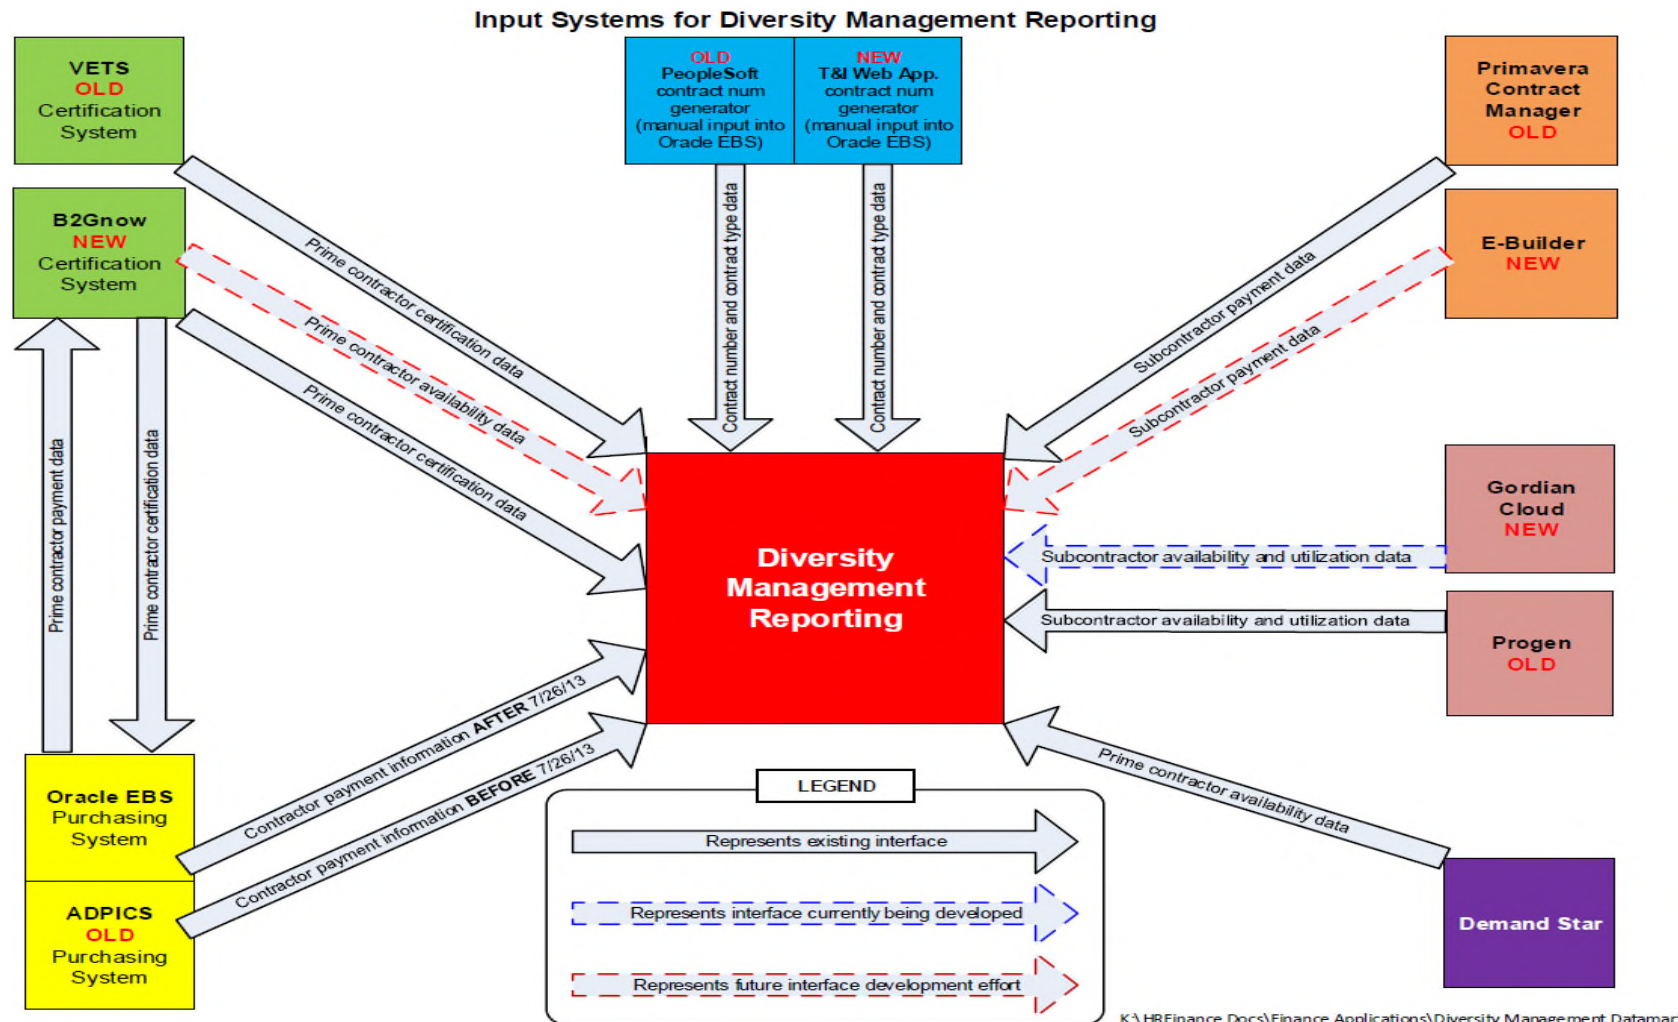 Input Systems for Diversity Management Reporting
VETS
OLD
Certification
System
OLD
PeopleSoft
contract num
generator
(manual input into
Oracle EBS)
NEW
T&I Web App.
contract num
generator
(manual input into
Oracle EBS)
Primavera
Contract
Manager
OLD
B2Gnow
NEW
Certification
System
E-Builder
NEW
Prime contractor certification data
Prime contractor availability data
Prime contractor certification data
Contract number and contract type data
Contract number and contract type data
Subcontractor payment data
Subcontractor payment data
Prime contractor payment data
Prime contractor certification data
Gordian
Cloud
NEW
Subcontractor availability and utilization data
Diversity
Management
Reporting
Subcontractor availability and utilization data
Progen
OLD
Contractor payment information AFTER 7/26/13
Contractor payment information BEFORE 7/26/13
Prime contractor availability data
Oracle EBS
Purchasing
System
ADPICS
OLD
Purchasing
System
LEGEND
Represents existing interface
Represents interface currently being developed
Represents future interface development effort
Demand Star
K:\HRFinance Docs\Finance Applications\Diversity Management Datamar